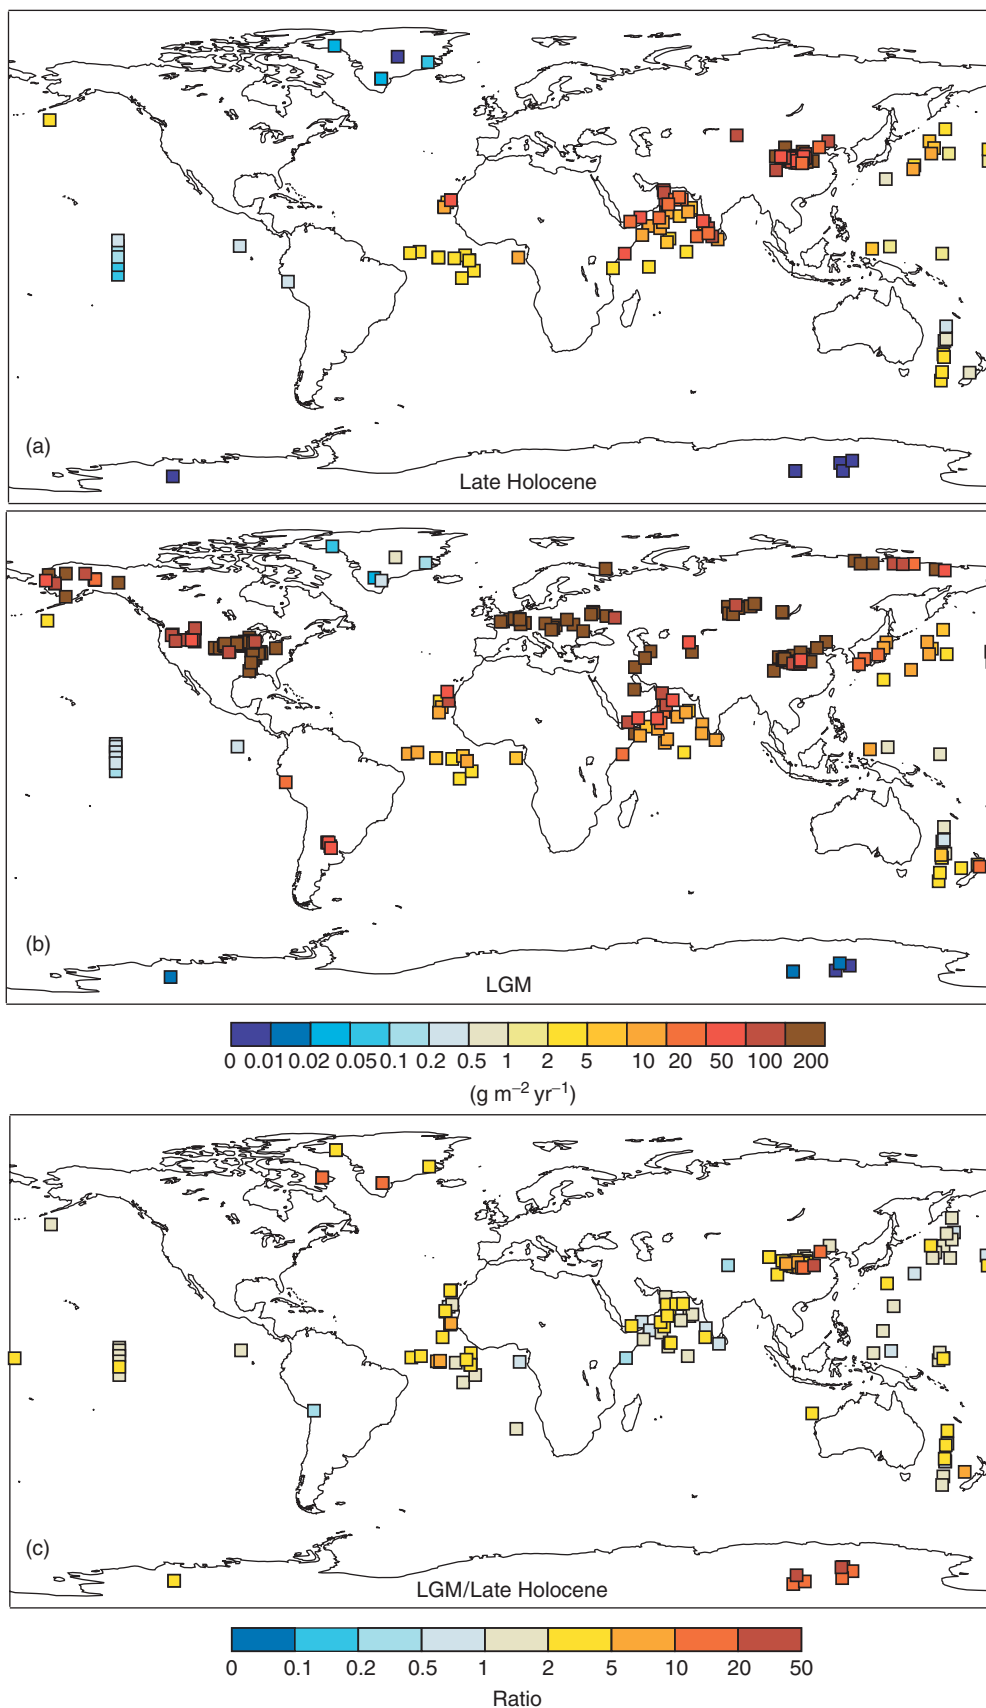 (a)
Late Holocene
(b)
LGM
0 0.01 0.02 0.05 0.1 0.2 0.5 1 2 5 10 20 50 100 200
(g m⁻² yr⁻¹)
(c)
LGM/Late Holocene
0 0.1 0.2 0.5 1 2 5 10 20 50
Ratio